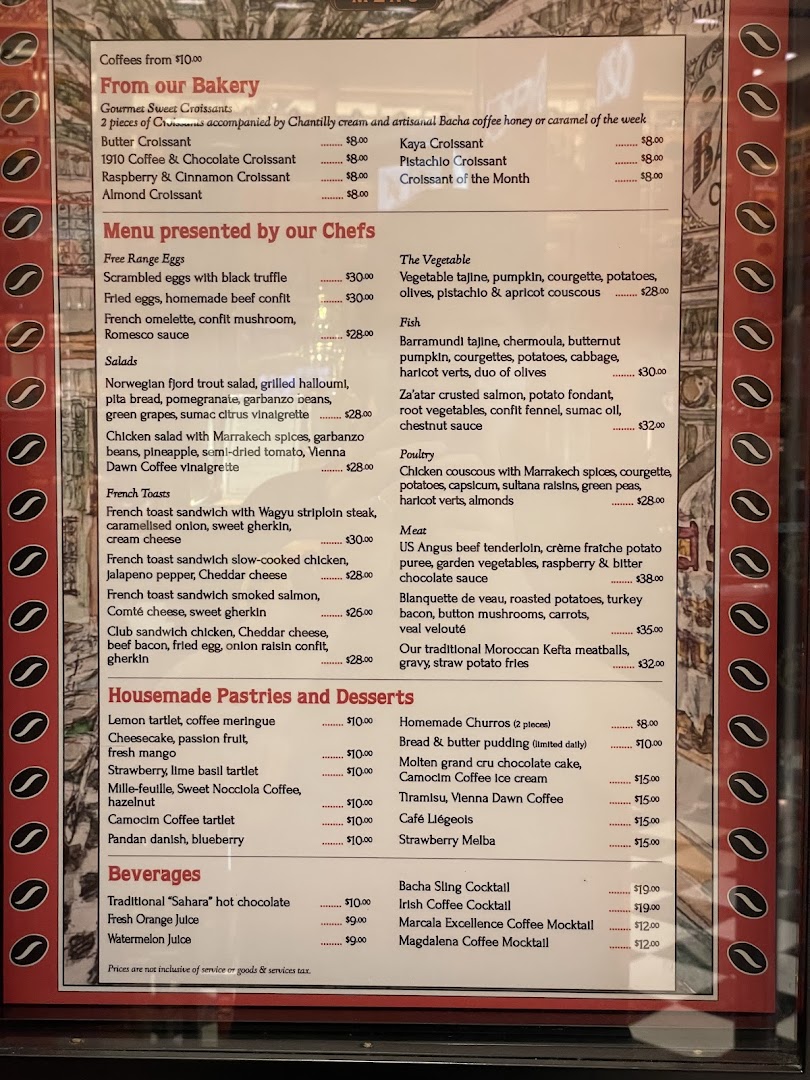 MENU
Coffees from $10.00
From our Bakery
Gourmet Sweet Croissants
2 pieces of Croissants accompanied by Chantilly cream and artisanal Bacha coffee honey or caramel of the week
Butter Croissant ........ $8.00
1910 Coffee & Chocolate Croissant ........ $8.00
Raspberry & Cinnamon Croissant ........ $8.00
Almond Croissant ........ $8.00
Kaya Croissant ........ $8.00
Pistachio Croissant ........ $8.00
Croissant of the Month ........ $8.00
Menu presented by our Chefs
Free Range Eggs
Scrambled eggs with black truffle ........ $30.00
Fried eggs, homemade beef confit ........ $30.00
French omelette, confit mushroom,
Romesco sauce ........ $28.00
Salads
Norwegian fjord trout salad, grilled halloumi,
pita bread, pomegranate, garbanzo beans,
green grapes, sumac citrus vinaigrette ........ $28.00
Chicken salad with Marrakech spices, garbanzo
beans, pineapple, semi-dried tomato, Vienna
Dawn Coffee vinaigrette ........ $28.00
French Toasts
French toast sandwich with Wagyu striploin steak,
caramelised onion, sweet gherkin,
cream cheese ........ $30.00
French toast sandwich slow-cooked chicken,
jalapeno pepper, Cheddar cheese ........ $28.00
French toast sandwich smoked salmon,
Comté cheese, sweet gherkin ........ $26.00
Club sandwich chicken, Cheddar cheese,
beef bacon, fried egg, onion raisin confit,
gherkin ........ $28.00
The Vegetable
Vegetable tajine, pumpkin, courgette, potatoes,
olives, pistachio & apricot couscous ........ $28.00
Fish
Barramundi tajine, chermoula, butternut
pumpkin, courgettes, potatoes, cabbage,
haricot verts, duo of olives ........ $30.00
Za'atar crusted salmon, potato fondant,
root vegetables, confit fennel, sumac oil,
chestnut sauce ........ $32.00
Poultry
Chicken couscous with Marrakech spices, courgette,
potatoes, capsicum, sultana raisins, green peas,
haricot verts, almonds ........ $28.00
Meat
US Angus beef tenderloin, crème fraiche potato
puree, garden vegetables, raspberry & bitter
chocolate sauce ........ $38.00
Blanquette de veau, roasted potatoes, turkey
bacon, button mushrooms, carrots,
veal velouté ........ $35.00
Our traditional Moroccan Kefta meatballs,
gravy, straw potato fries ........ $32.00
Housemade Pastries and Desserts
Lemon tartlet, coffee meringue ........ $10.00
Cheesecake, passion fruit,
fresh mango ........ $10.00
Strawberry, lime basil tartlet ........ $10.00
Mille-feuille, Sweet Nocciola Coffee,
hazelnut ........ $10.00
Camocim Coffee tartlet ........ $10.00
Pandan danish, blueberry ........ $10.00
Homemade Churros (2 pieces) ........ $8.00
Bread & butter pudding (limited daily) ........ $10.00
Molten grand cru chocolate cake,
Camocim Coffee ice cream ........ $15.00
Tiramisu, Vienna Dawn Coffee ........ $15.00
Café Liégeois ........ $15.00
Strawberry Melba ........ $15.00
Beverages
Traditional "Sahara" hot chocolate ........ $10.00
Fresh Orange Juice ........ $9.00
Watermelon Juice ........ $9.00
Bacha Sling Cocktail ........ $19.00
Irish Coffee Cocktail ........ $19.00
Marcala Excellence Coffee Mocktail ........ $12.00
Magdalena Coffee Mocktail ........ $12.00
Prices are not inclusive of service or goods & services tax.